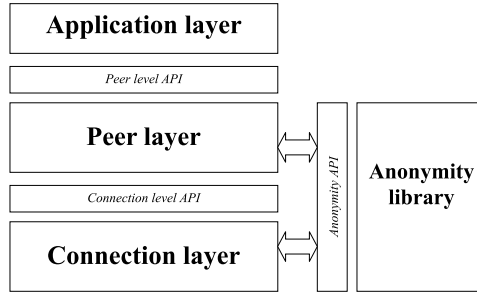 Application layer
Peer level API
Peer layer
Connection level API
Connection layer
Anonymity API
Anonymity
library